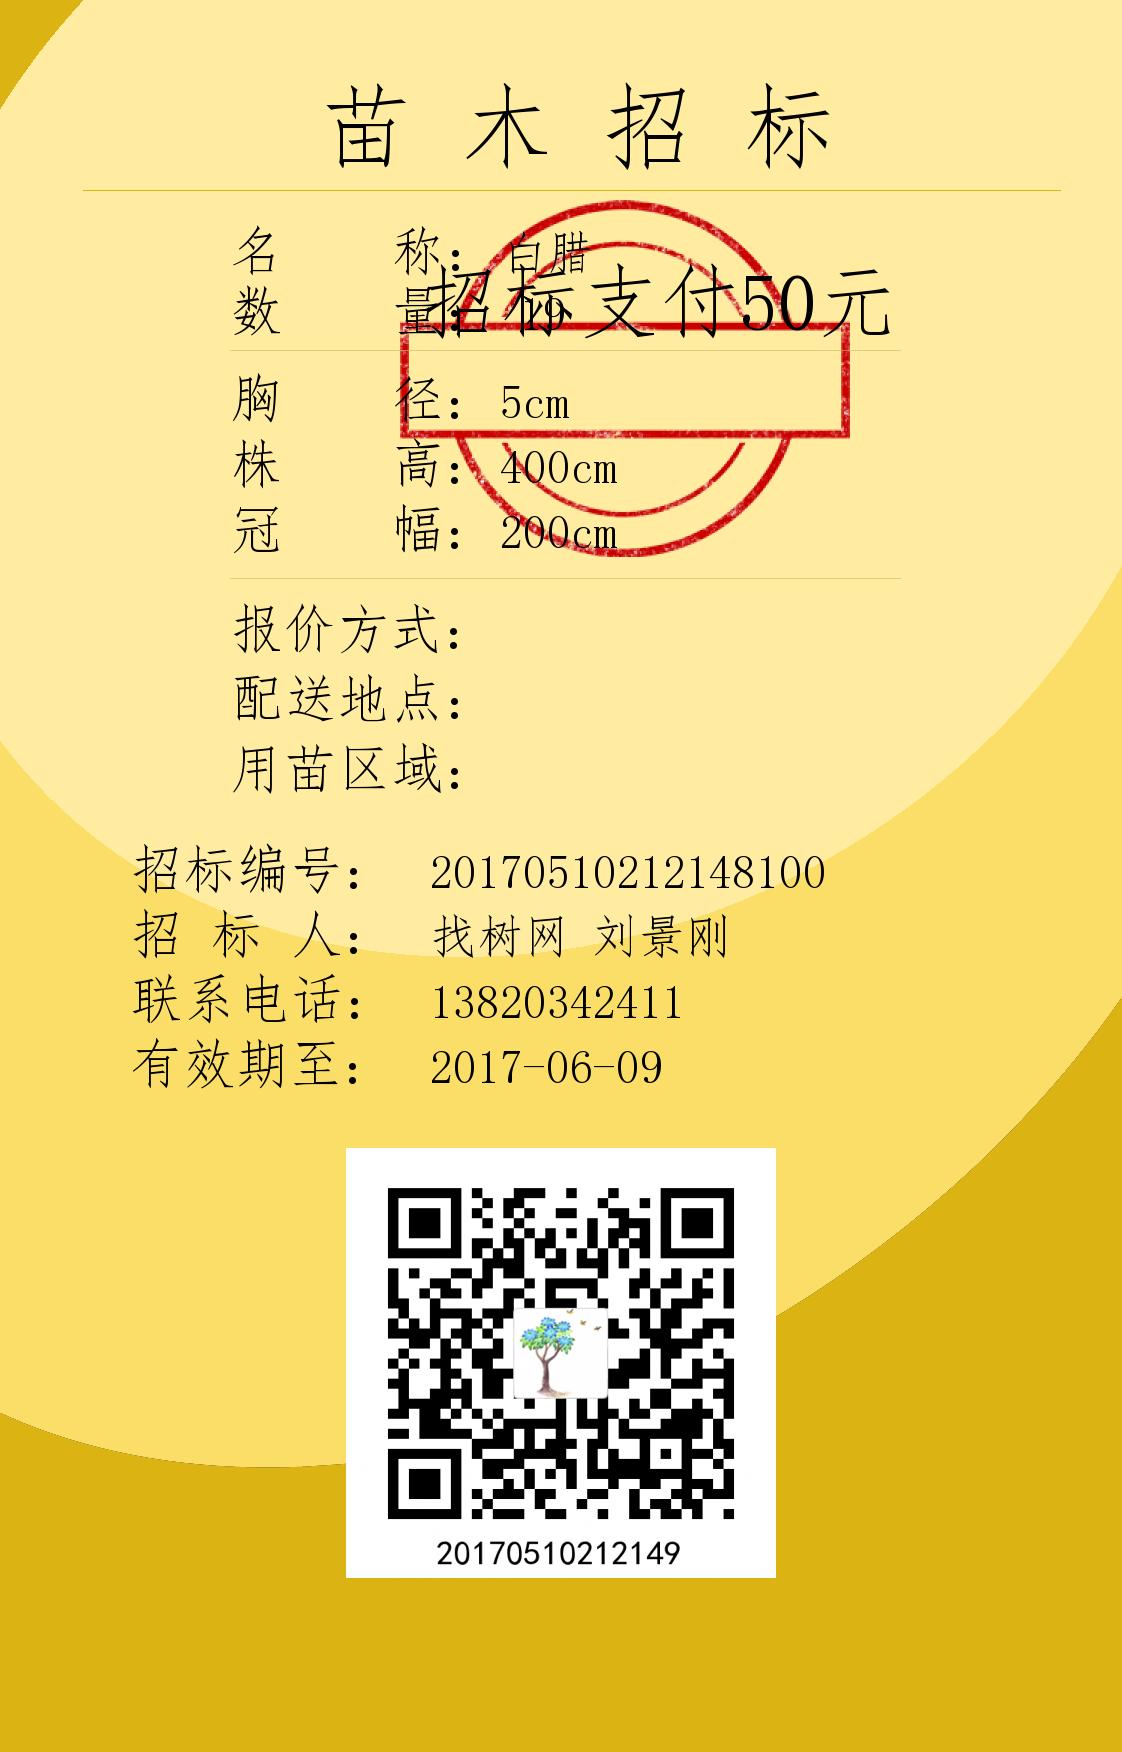 苗木招标
名称：白腊
招标支付50元
数量：19
胸径：5cm
株高：400cm
冠幅：200cm
报价方式：
配送地点：
用苗区域：
招标编号：20170510212148100
招标人：找树网 刘景刚
联系电话：13820342411
有效期至：2017-06-09
20170510212149